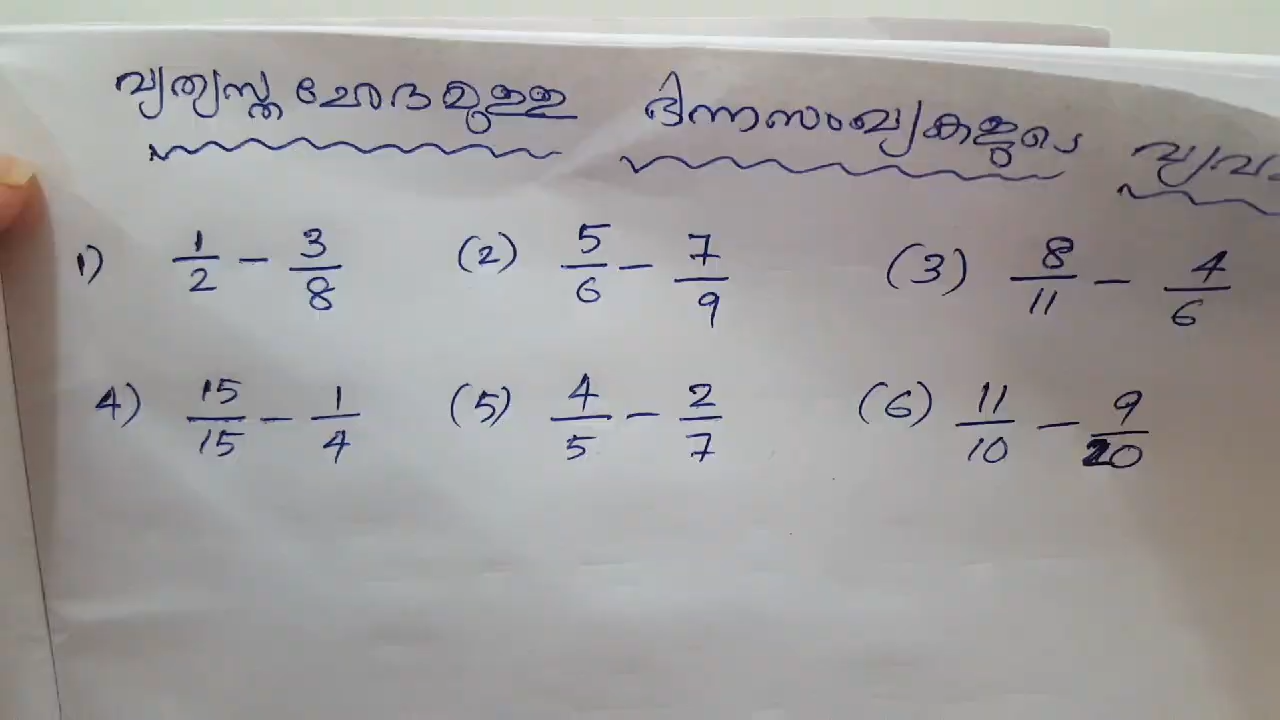 വ്യത്യസ്ത ഛേദമുള്ള ഭിന്നസംഖ്യകളുടെ
1) 1/2 - 3/8 (2) 5/6 - 7/9 (3) 8/11 - 4/6
4) 15/15 - 1/4 (5) 4/5 - 2/7 (6) 11/10 - 9/20